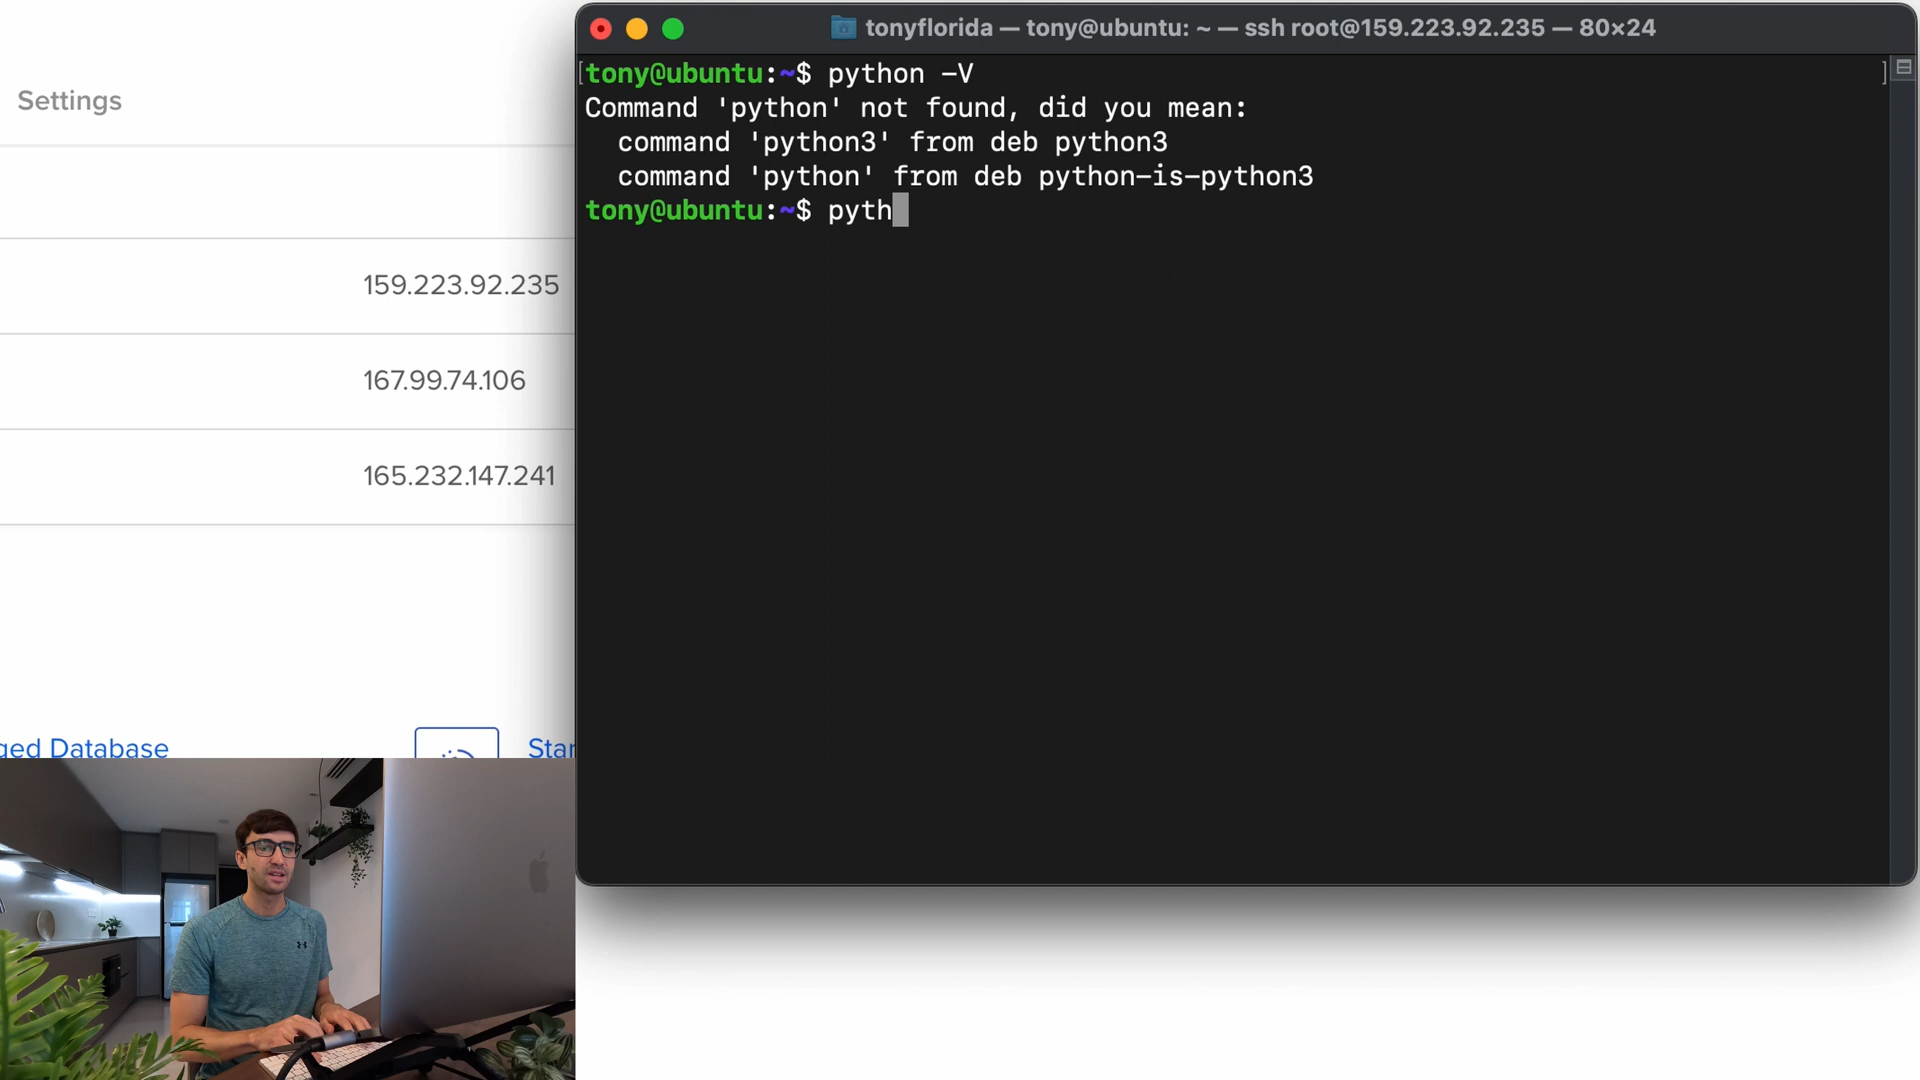 Settings
159.223.92.235
167.99.74.106
165.232.147.241
ged Database
Star
tonyflorida — tony@ubuntu: ~ — ssh root@159.223.92.235 — 80×24
[tony@ubuntu:~$ python -V ]
Command 'python' not found, did you mean:
  command 'python3' from deb python3
  command 'python' from deb python-is-python3
tony@ubuntu:~$ pyth